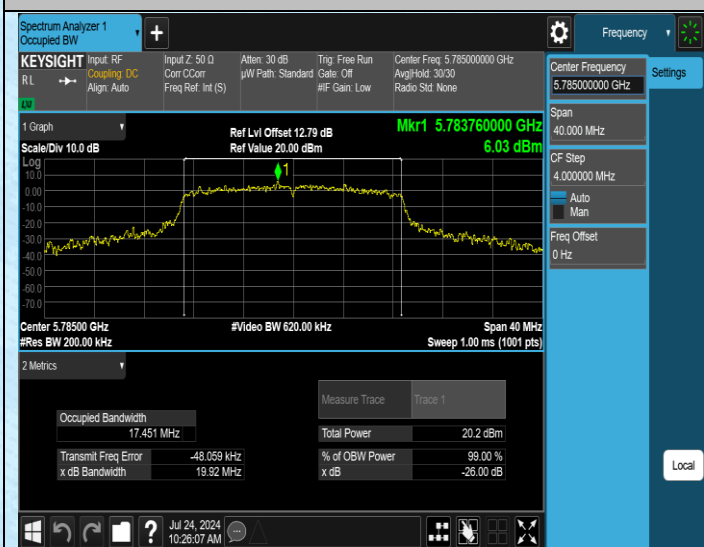 Spectrum Analyzer 1
Occupied BW
Frequency
KEYSIGHT
R L
LXI
Input: RF
Coupling: DC
Align: Auto
Input Z: 50 Ω
Corr CCorr
Freq Ref: Int (S)
Atten: 30 dB
µW Path: Standard
Trig: Free Run
Gate: Off
#IF Gain: Low
Center Freq: 5.785000000 GHz
Avg|Hold: 30/30
Radio Std: None
Center Frequency
5.785000000 GHz
Settings
Span
40.000 MHz
CF Step
4.000000 MHz
Auto
Man
Freq Offset
0 Hz
1 Graph
Scale/Div 10.0 dB
Ref Lvl Offset 12.79 dB
Ref Value 20.00 dBm
Mkr1 5.783760000 GHz
6.03 dBm
Log
10.0
0.00
-10.0
-20.0
-30.0
-40.0
-50.0
-60.0
-70.0
1
Center 5.78500 GHz
#Res BW 200.00 kHz
#Video BW 620.00 kHz
Span 40 MHz
Sweep 1.00 ms (1001 pts)
2 Metrics
Measure Trace Trace 1
Occupied Bandwidth
17.451 MHz
Total Power 20.2 dBm
Transmit Freq Error -48.059 kHz
x dB Bandwidth 19.92 MHz
% of OBW Power 99.00 %
x dB -26.00 dB
Local
Jul 24, 2024
10:26:07 AM